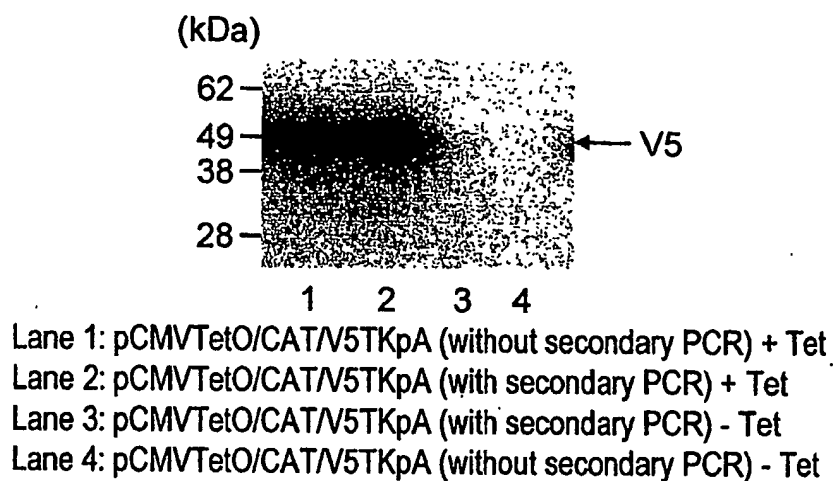 (kDa)
62
49
V5
38
28
1 2 3 4
Lane 1: pCMVTetO/CAT/V5TKpA (without secondary PCR) + Tet
Lane 2: pCMVTetO/CAT/V5TKpA (with secondary PCR) + Tet
Lane 3: pCMVTetO/CAT/V5TKpA (with secondary PCR) - Tet
Lane 4: pCMVTetO/CAT/V5TKpA (without secondary PCR) - Tet